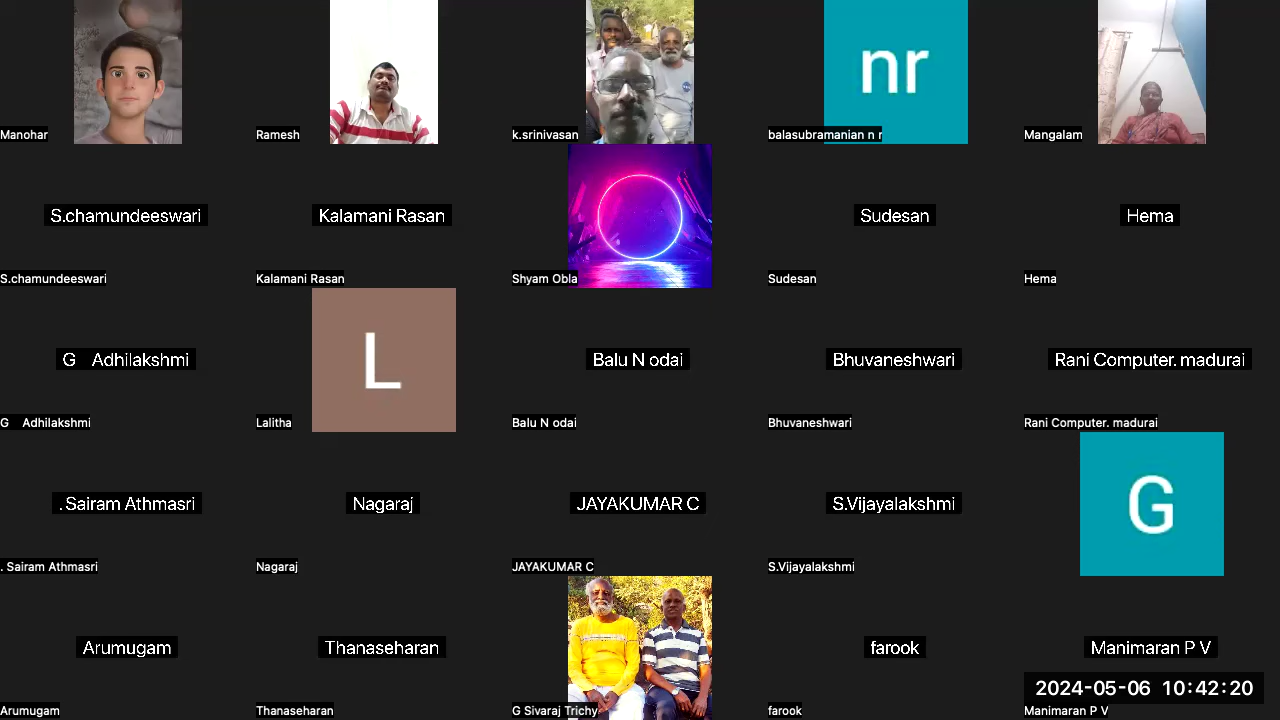 Manojar
Ramesh
k.srinivasan
nr
balasubramanian n r
Mangalam
S.chamundeeswari
S.chamundeeswari
Kalamani Rasan
Kalamani Rasan
Shyam Obla
Sudesan
Sudesan
Hema
Hema
G Adhilakshmi
G Adhilakshmi
L
Lalitha
Balu N odai
Balu N odai
Bhuvaneshwari
Bhuvaneshwari
Rani Computer. madurai
Rani Computer. madurai
. Sairam Athmasri
. Sairam Athmasri
Nagaraj
Nagaraj
JAYAKUMAR C
JAYAKUMAR C
S.Vijayalakshmi
S.Vijayalakshmi
G
Arumugam
Arumugam
Thanaseharan
Thanaseharan
G Sivaraj Trichy
farook
farook
Manimaran P V
2024-05-06 10:42:20
Manimaran P V